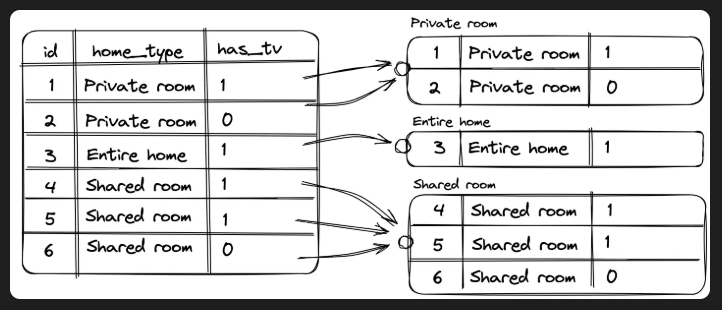 id home_type has_tv
1 Private room 1
2 Private room 0
3 Entire home 1
4 Shared room 1
5 Shared room 1
6 Shared room 0
Private room
1 Private room 1
2 Private room 0
Entire home
3 Entire home 1
Shared room
4 Shared room 1
5 Shared room 1
6 Shared room 0